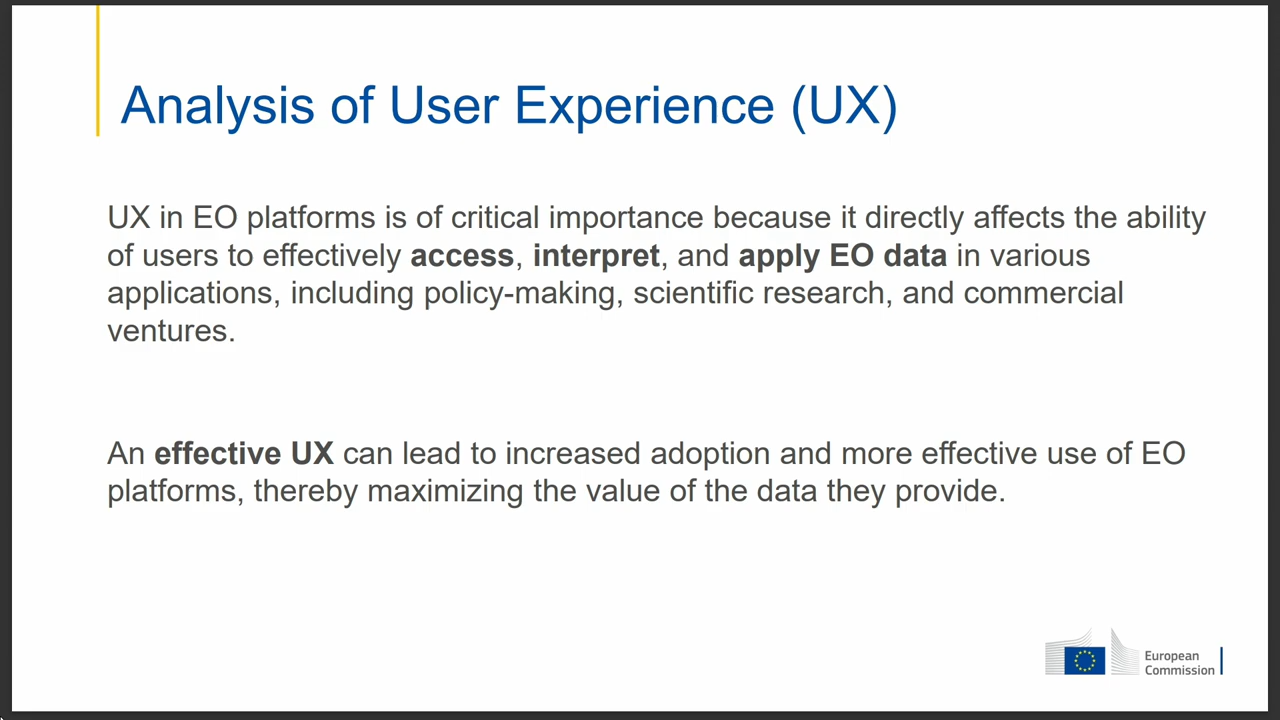 Analysis of User Experience (UX)
UX in EO platforms is of critical importance because it directly affects the ability
of users to effectively access, interpret, and apply EO data in various
applications, including policy-making, scientific research, and commercial
ventures.
An effective UX can lead to increased adoption and more effective use of EO
platforms, thereby maximizing the value of the data they provide.
European
Commission